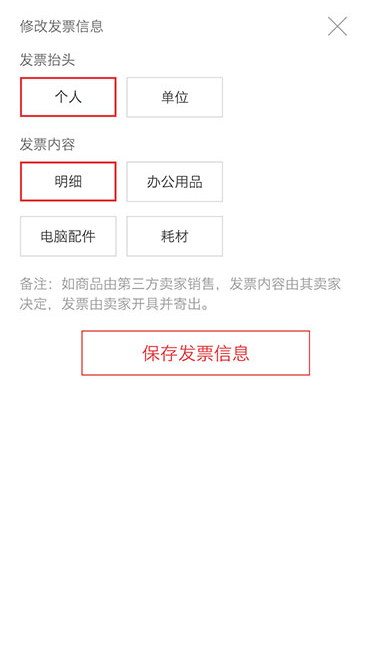 修改发票信息
发票抬头
个人
单位
发票内容
明细
办公用品
电脑配件
耗材
备注：如商品由第三方卖家销售，发票内容由其卖家
决定，发票由卖家开具并寄出。
保存发票信息